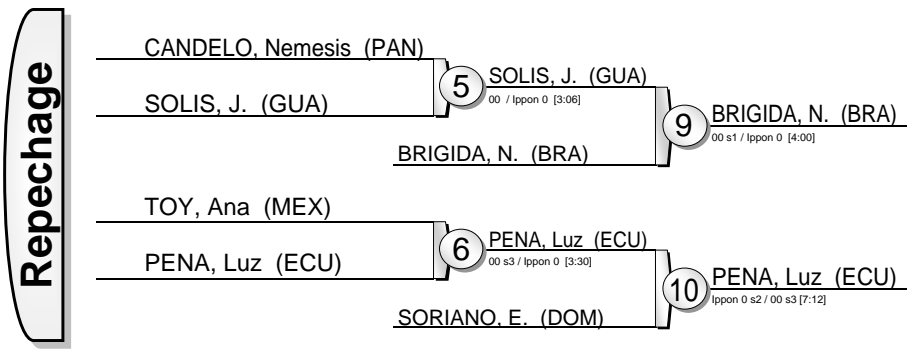 Repechage
CANDELO, Nemesis (PAN)
SOLIS, J. (GUA)
5
SOLIS, J. (GUA)
00 / Ippon 0 [3:06]
BRIGIDA, N. (BRA)
9
BRIGIDA, N. (BRA)
00 s1 / Ippon 0 [4:00]
TOY, Ana (MEX)
PENA, Luz (ECU)
6
PENA, Luz (ECU)
00 s3 / Ippon 0 [3:30]
SORIANO, E. (DOM)
10
PENA, Luz (ECU)
Ippon 0 s2 / 00 s3 [7:12]